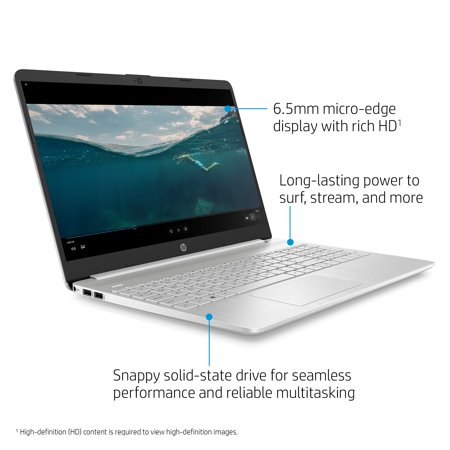 6.5mm micro-edge
display with rich HD¹
Long-lasting power to
surf, stream, and more
hp
Snappy solid-state drive for seamless
performance and reliable multitasking
¹ High-definition (HD) content is required to view high-definition images.